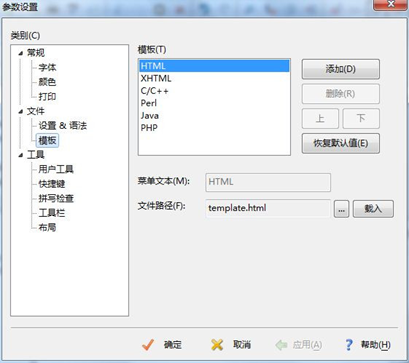 参数设置
类别(C)
常规
字体
颜色
打印
文件
设置 & 语法
模板
工具
用户工具
快捷键
拼写检查
工具栏
布局
模板(T)
HTML
XHTML
C/C++
Perl
Java
PHP
添加(D)
删除(R)
上 下
恢复默认值(E)
菜单文本(M): HTML
文件路径(F): template.html ... 载入
确定 取消 应用(A) 帮助(H)